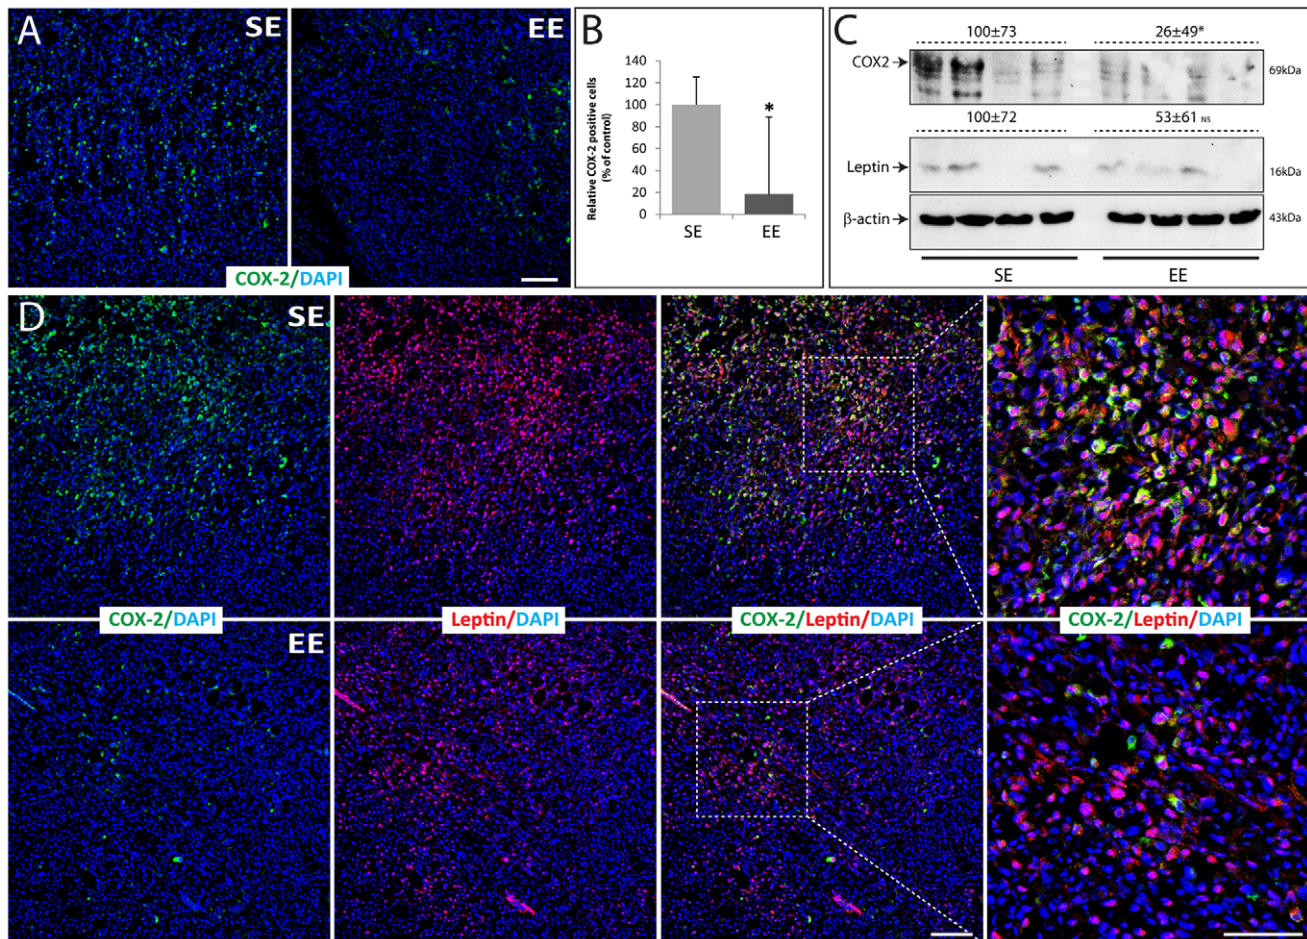 A
SE
EE
COX-2/DAPI
B
Relative COX-2 positive cells
(% of control)
140
120
100
80
60
40
20
0
*
SE
EE
C
100±73
26±49*
COX2
69kDa
100±72
53±61 NS
Leptin
16kDa
β-actin
43kDa
SE
EE
D
SE
COX-2/DAPI
Leptin/DAPI
COX-2/Leptin/DAPI
COX-2/Leptin/DAPI
EE